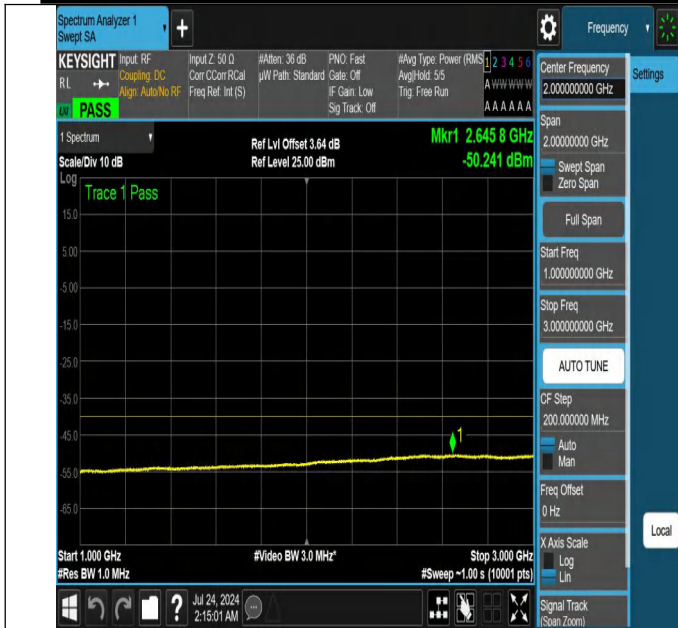 Spectrum Analyzer 1
Swept SA
+
Frequency
KEYSIGHT
RL
LXI
PASS
Input: RF
Coupling: DC
Align: Auto/No RF
Input Z: 50 Ω
Corr CCorr RCal
Freq Ref: Int (S)
#Atten: 36 dB
µW Path: Standard
PNO: Fast
Gate: Off
IF Gain: Low
Sig Track: Off
#Avg Type: Power (RMS
Avg|Hold: 5/5
Trig: Free Run
1 2 3 4 5 6
A W W W W W
A A A A A A
1 Spectrum
Scale/Div 10 dB
Ref Lvl Offset 3.64 dB
Ref Level 25.00 dBm
Mkr1 2.645 8 GHz
-50.241 dBm
Log
Trace 1 Pass
15.0
5.00
-5.00
-15.0
-25.0
-35.0
-45.0
-55.0
-65.0
1
Start 1.000 GHz
#Res BW 1.0 MHz
#Video BW 3.0 MHz*
Stop 3.000 GHz
#Sweep ~1.00 s (10001 pts)
Jul 24, 2024
2:15:01 AM
Center Frequency
2.00000000 GHz
Settings
Span
2.00000000 GHz
Swept Span
Zero Span
Full Span
Start Freq
1.000000000 GHz
Stop Freq
3.000000000 GHz
AUTO TUNE
CF Step
200.000000 MHz
Auto
Man
Freq Offset
0 Hz
X Axis Scale
Log
Lin
Local
Signal Track
(Span Zoom)